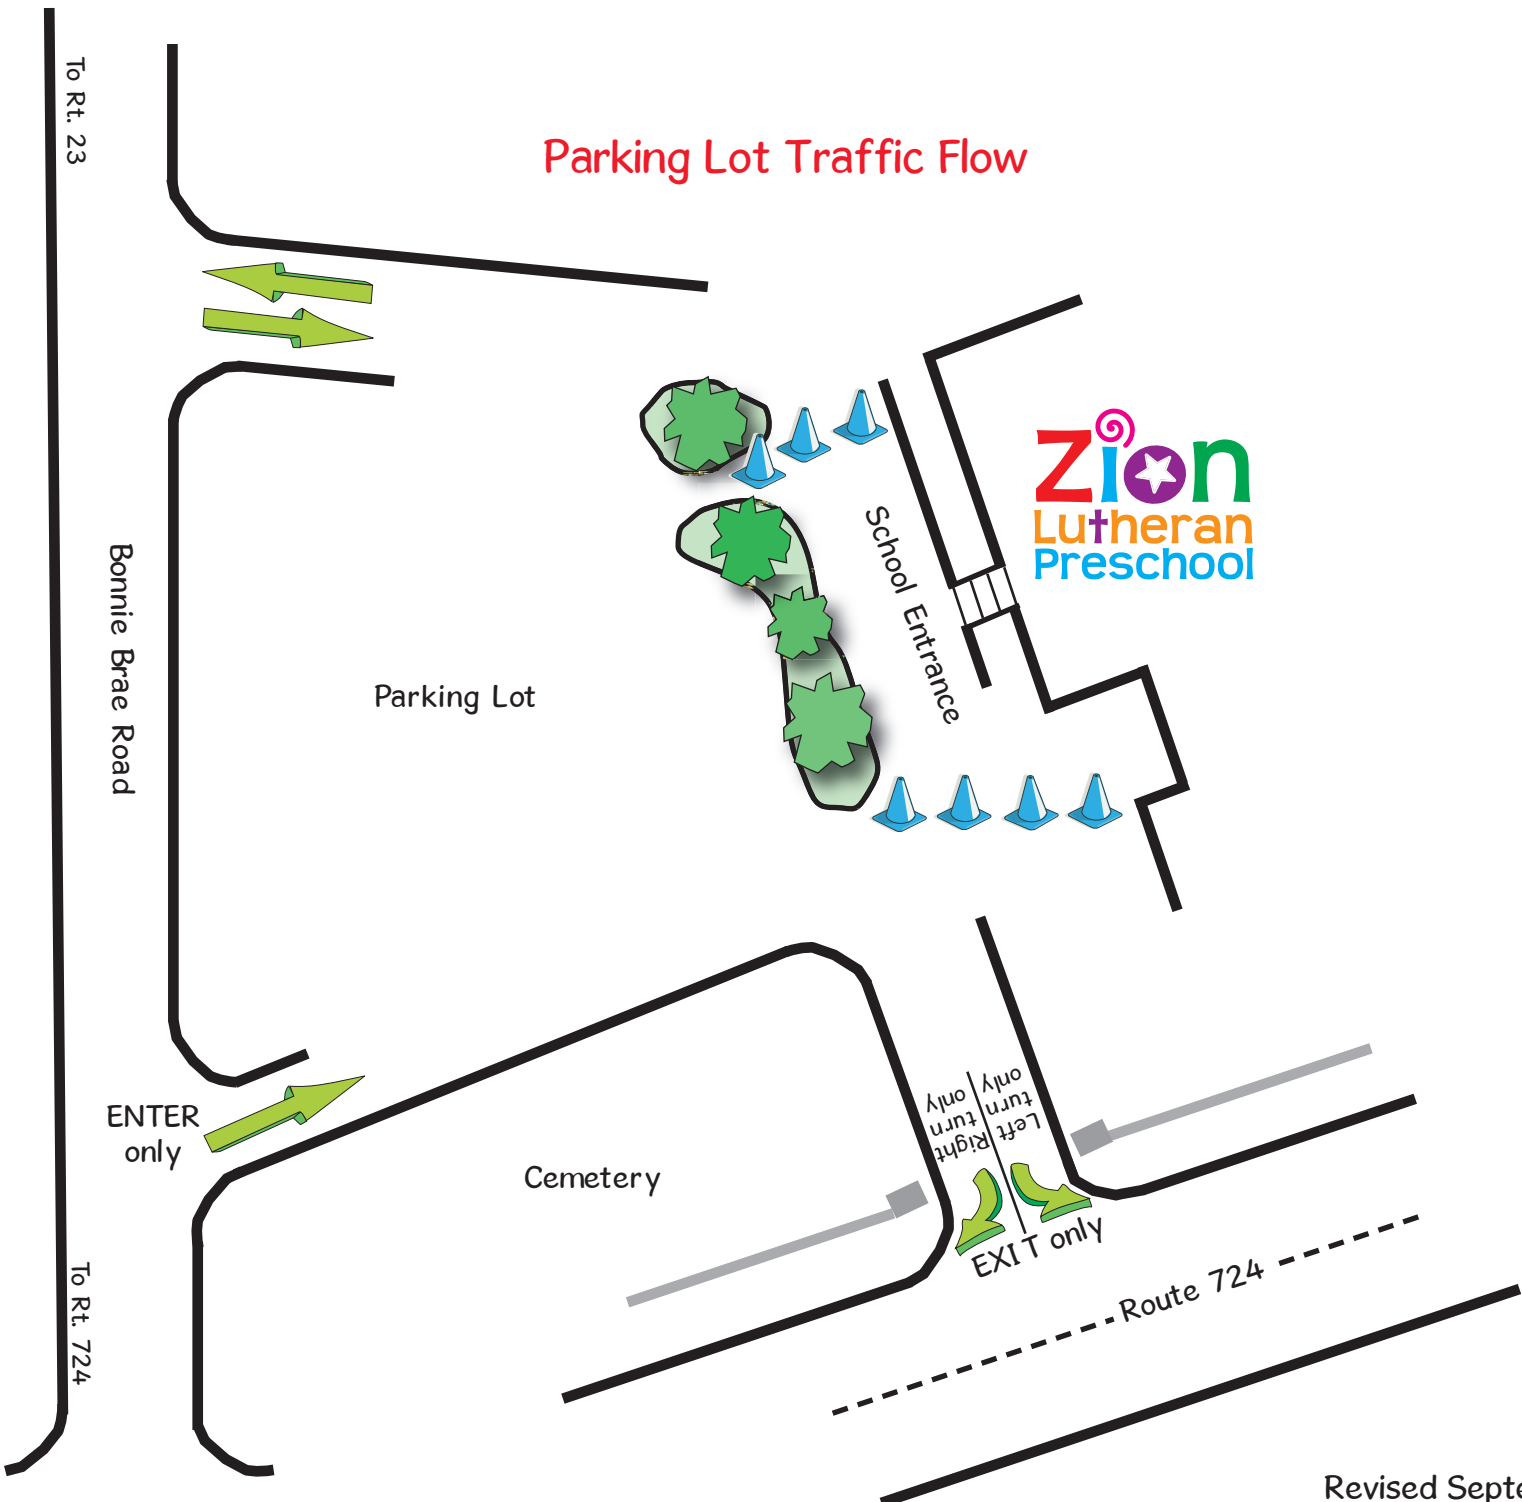 To Rt. 23
Parking Lot Traffic Flow
Zion
Lutheran
Preschool
School Entrance
Bonnie Brae Road
Parking Lot
ENTER
only
Cemetery
Right
turn
only
Left
turn
only
EXIT only
Route 724
To Rt. 724
Revised